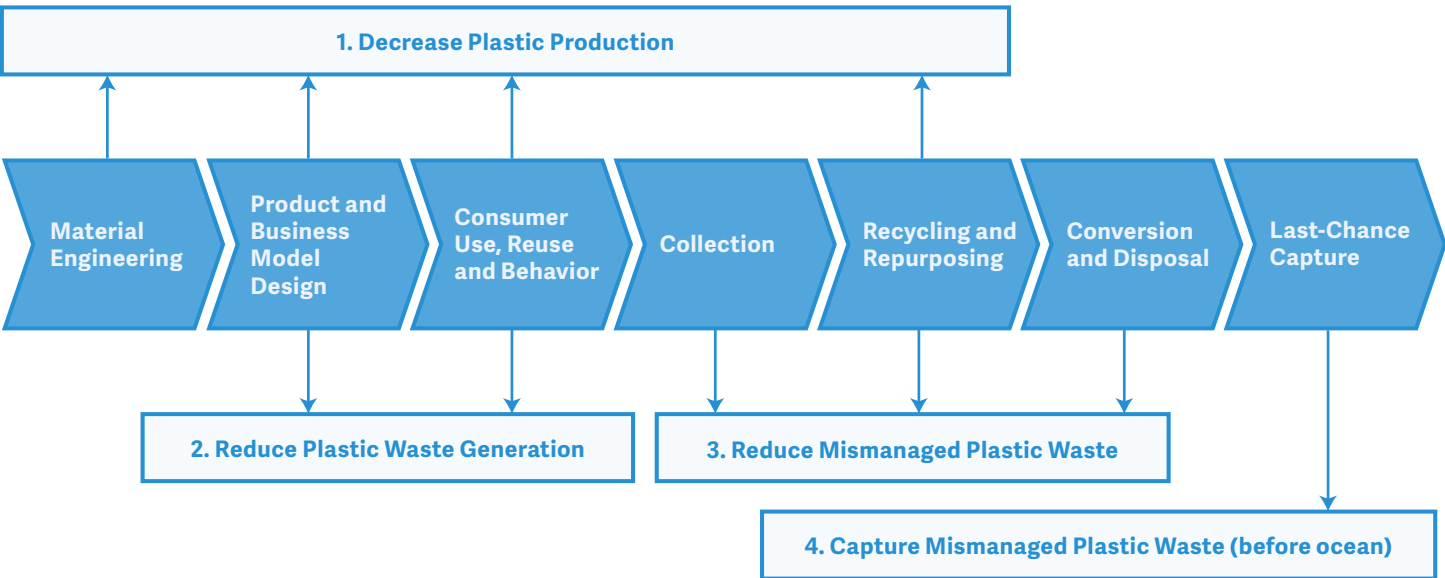 1. Decrease Plastic Production
Material
Engineering
Product and
Business
Model
Design
Consumer
Use, Reuse
and Behavior
Collection
Recycling and
Repurposing
Conversion
and Disposal
Last-Chance
Capture
2. Reduce Plastic Waste Generation
3. Reduce Mismanaged Plastic Waste
4. Capture Mismanaged Plastic Waste (before ocean)